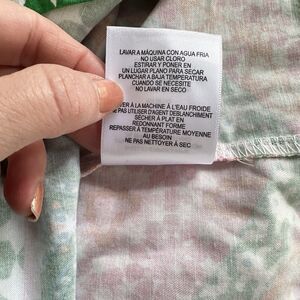 LAVAR A MÁQUINA CON AGUA FRIA
NO USAR CLORO
ESTIRAR Y PONER EN
UN LUGAR PLANO PARA SECAR
PLANCHAR A BAJA TEMPERATURA
CUANDO SE NECESITE
NO LAVAR EN SECO
À LA MACHINE À L'EAU FROIDE
NE PAS UTILISER D'AGENT DEBLANCHIMENT
SÉCHER À PLAT EN
REDONNANT FORME
REPASSER À TEMPÉRATURE MOYENNE
AU BESOIN
NE PAS NETTOYER À SEC